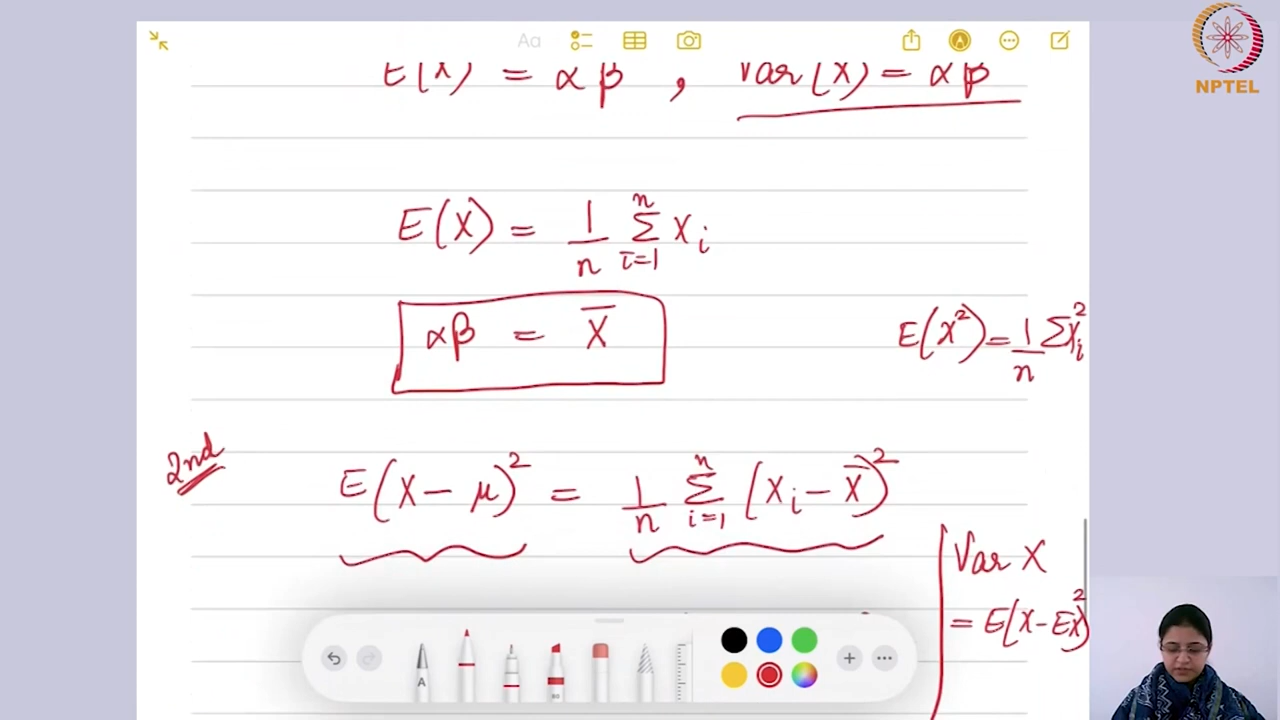 Aa
NPTEL
E(X) = αβ , Var(X) = αβ
E(X) = 1/n Σ_{i=1}^{n} X_i
αβ = X̄
E(X²) = 1/n ΣX_i²
2nd
E(X − μ)² = 1/n Σ_{i=1}^{n} (X_i − X̄)²
Var X
= E(X − EX)²
A